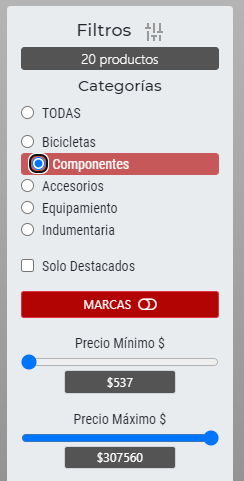 Filtros
20 productos
Categorías
TODAS
Bicicletas
Componentes
Accesorios
Equipamiento
Indumentaria
Solo Destacados
MARCAS
Precio Mínimo $
$537
Precio Máximo $
$307560